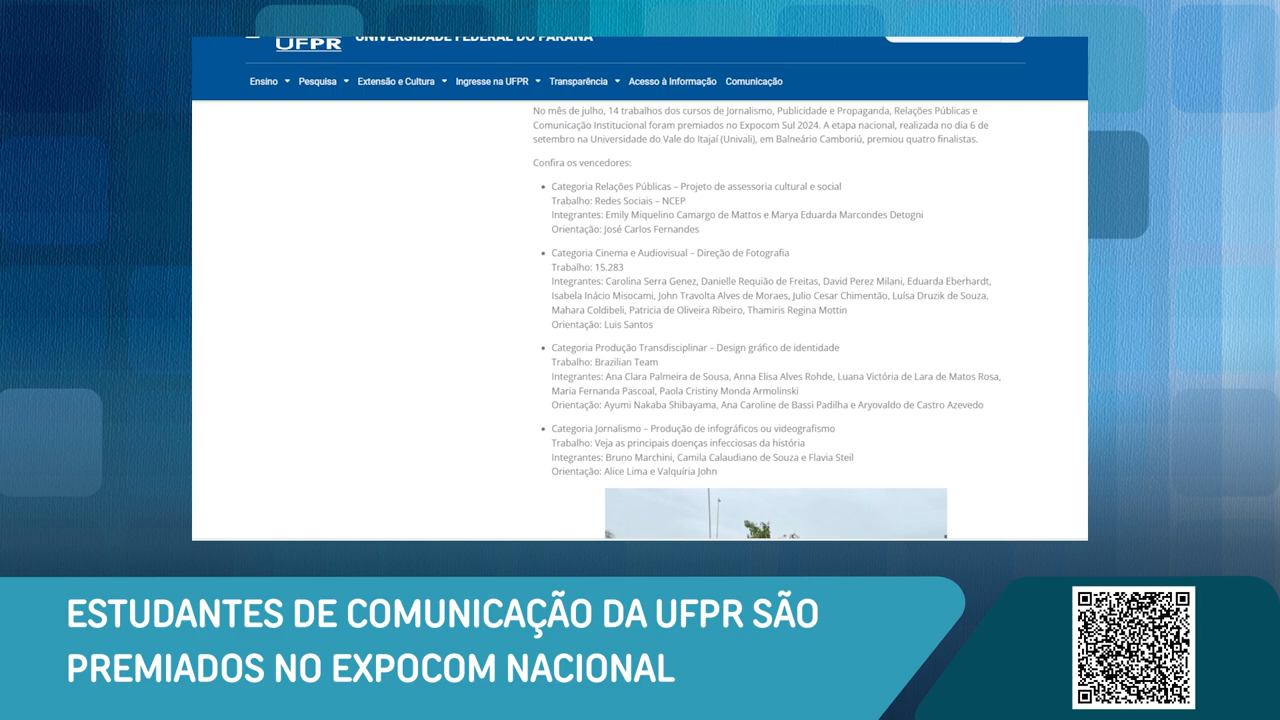 UFPR UNIVERSIDADE FEDERAL DO PARANÁ
Ensino Pesquisa Extensão e Cultura Ingresse na UFPR Transparência Acesso à Informação Comunicação
No mês de julho, 14 trabalhos dos cursos de Jornalismo, Publicidade e Propaganda, Relações Públicas e
Comunicação Institucional foram premiados no Expocom Sul 2024. A etapa nacional, realizada no dia 6 de
setembro na Universidade do Vale do Itajaí (Univali), em Balneário Camboriú, premiou quatro finalistas.
Confira os vencedores:
• Categoria Relações Públicas – Projeto de assessoria cultural e social
Trabalho: Redes Sociais – NCEP
Integrantes: Emily Miquelino Camargo de Mattos e Marya Eduarda Marcondes Detogni
Orientação: José Carlos Fernandes
• Categoria Cinema e Audiovisual – Direção de Fotografia
Trabalho: 15.283
Integrantes: Carolina Serra Genez, Danielle Requião de Freitas, David Perez Milani, Eduarda Eberhardt,
Isabela Inácio Misocami, John Travolta Alves de Moraes, Julio Cesar Chimentão, Luísa Druzik de Souza,
Mahara Coldibeli, Patricia de Oliveira Ribeiro, Thamiris Regina Mottin
Orientação: Luis Santos
• Categoria Produção Transdisciplinar – Design gráfico de identidade
Trabalho: Brazilian Team
Integrantes: Ana Clara Palmeira de Sousa, Anna Elisa Alves Rohde, Luana Victória de Lara de Matos Rosa,
Maria Fernanda Pascoal, Paola Cristiny Monda Armolinski
Orientação: Ayumi Nakaba Shibayama, Ana Caroline de Bassi Padilha e Aryovaldo de Castro Azevedo
• Categoria Jornalismo – Produção de infográficos ou videografismo
Trabalho: Veja as principais doenças infecciosas da história
Integrantes: Bruno Marchini, Camila Calaudiano de Souza e Flavia Steil
Orientação: Alice Lima e Valquíria John
ESTUDANTES DE COMUNICAÇÃO DA UFPR SÃO
PREMIADOS NO EXPOCOM NACIONAL